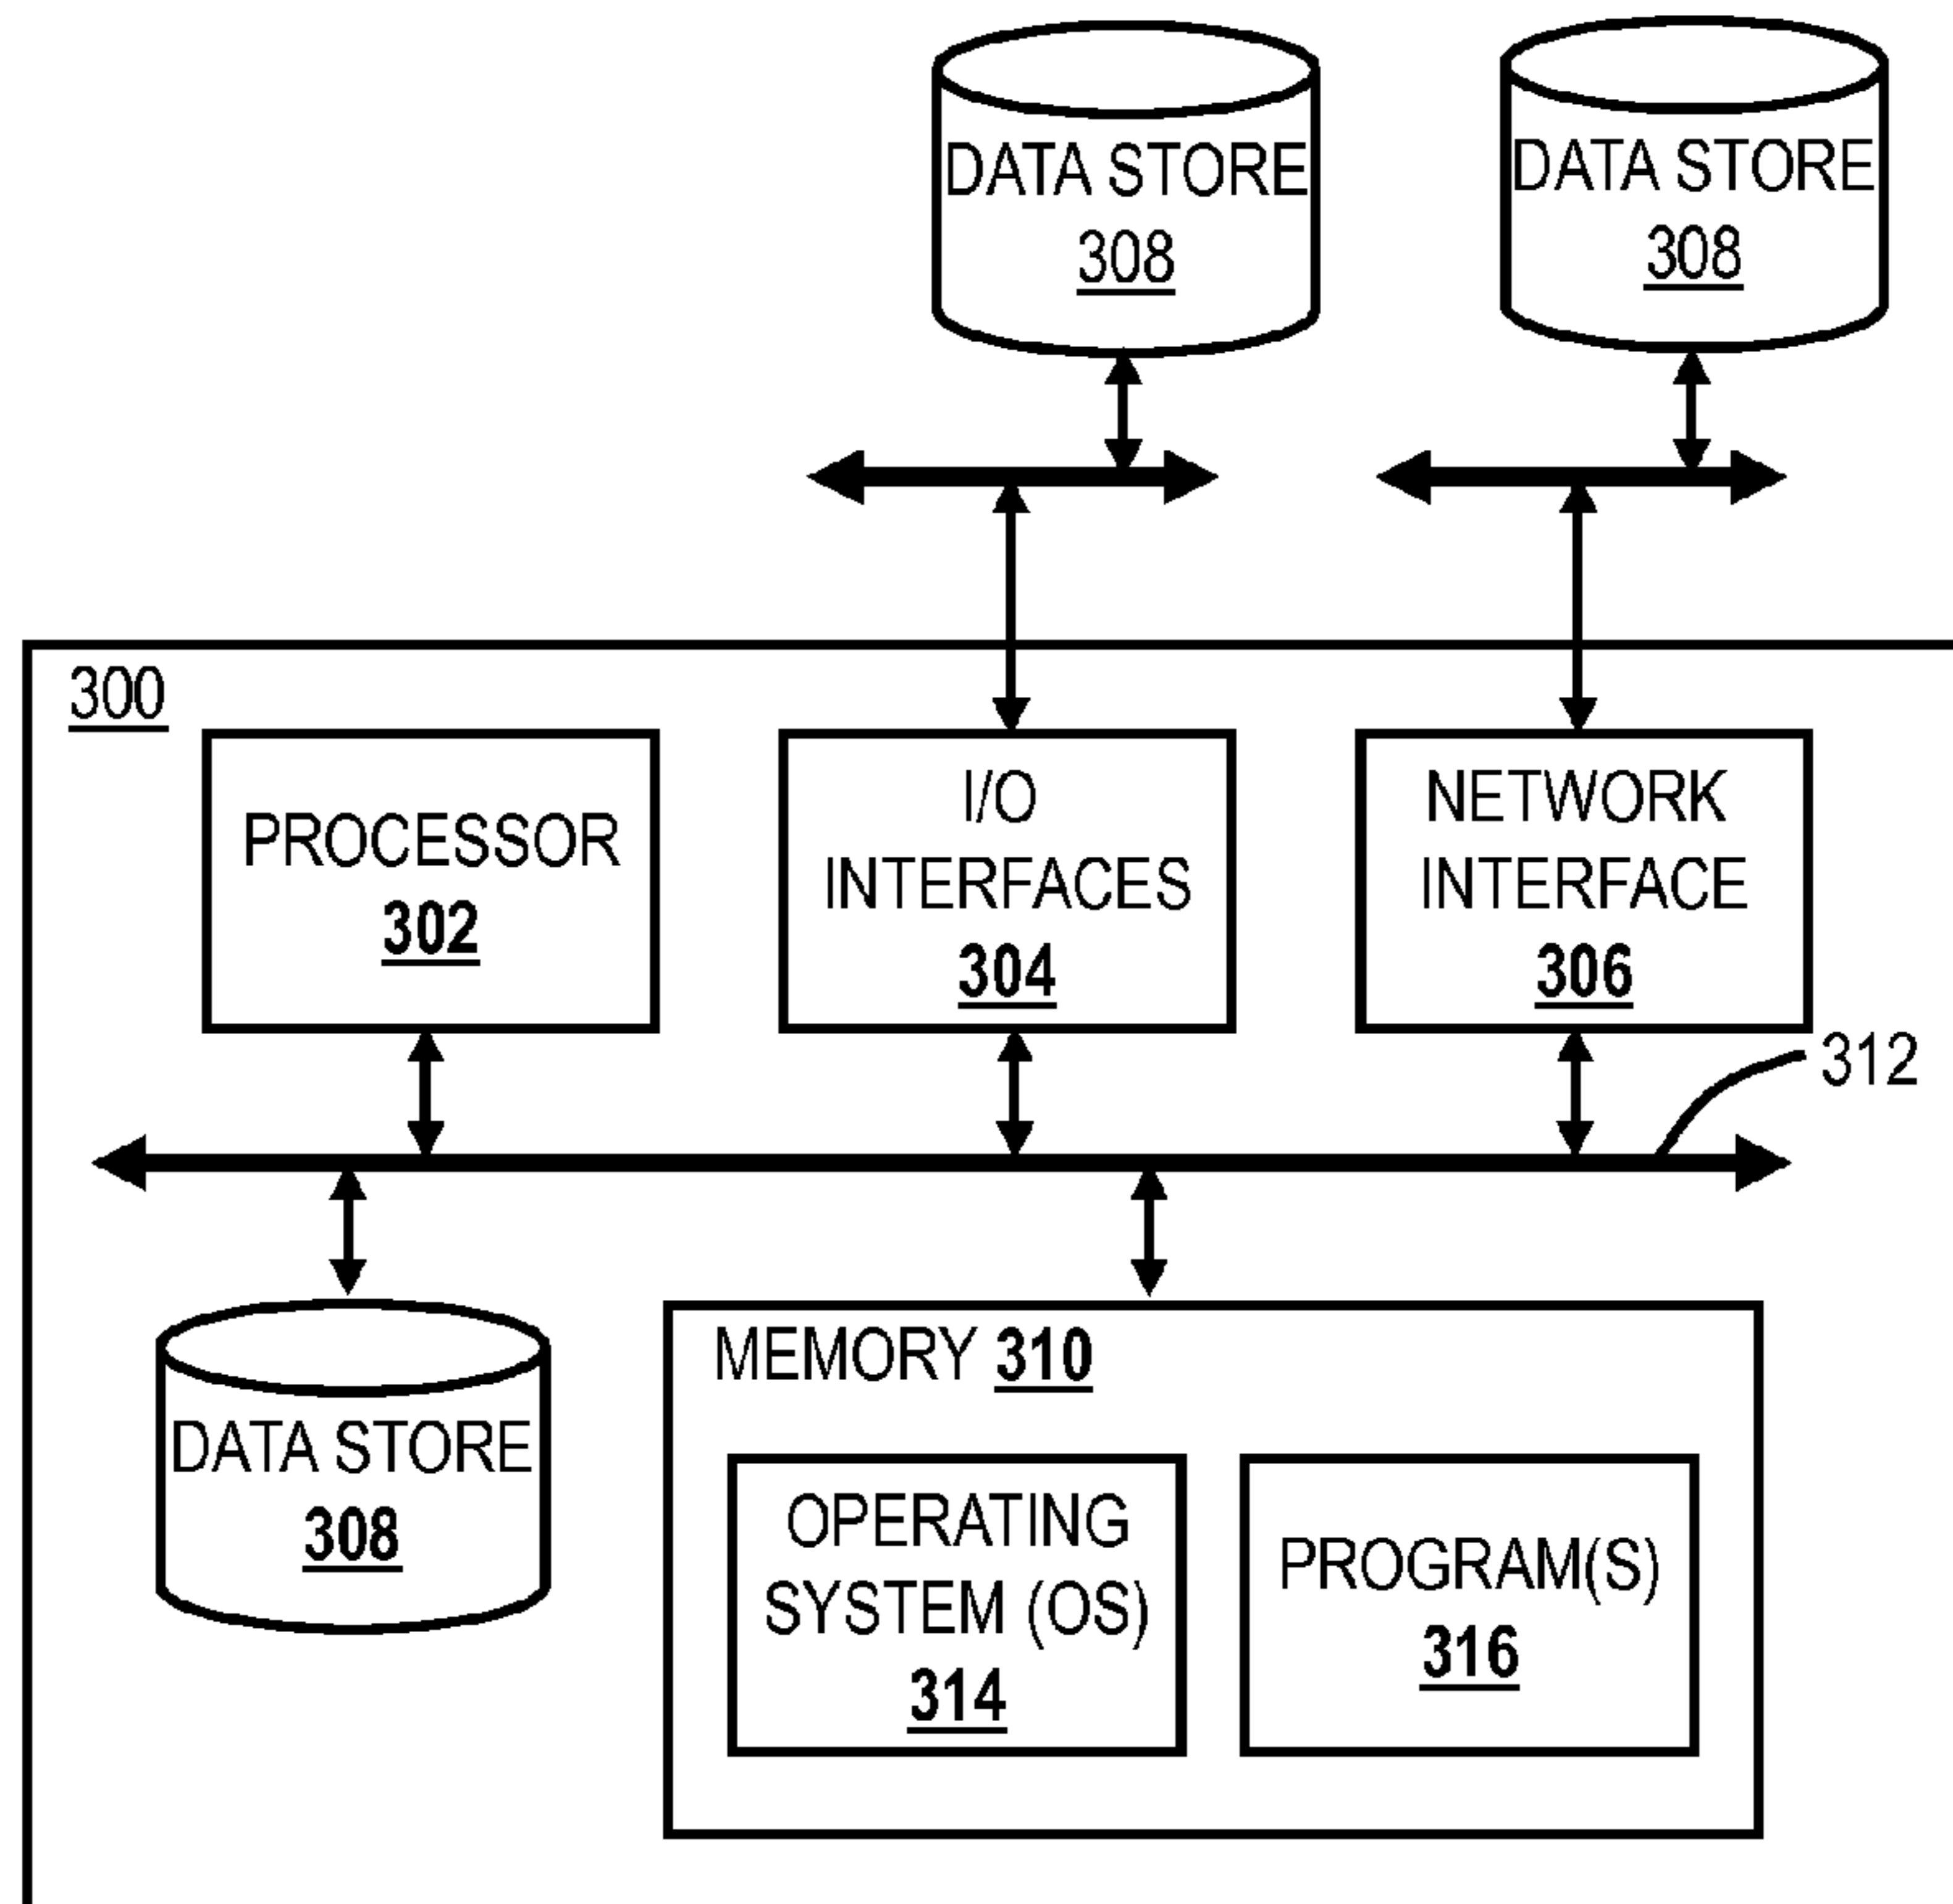 DATA STORE
308
DATA STORE
308
300
PROCESSOR
302
I/O
INTERFACES
304
NETWORK
INTERFACE
306
312
DATA STORE
308
MEMORY 310
OPERATING
SYSTEM (OS)
314
PROGRAM(S)
316